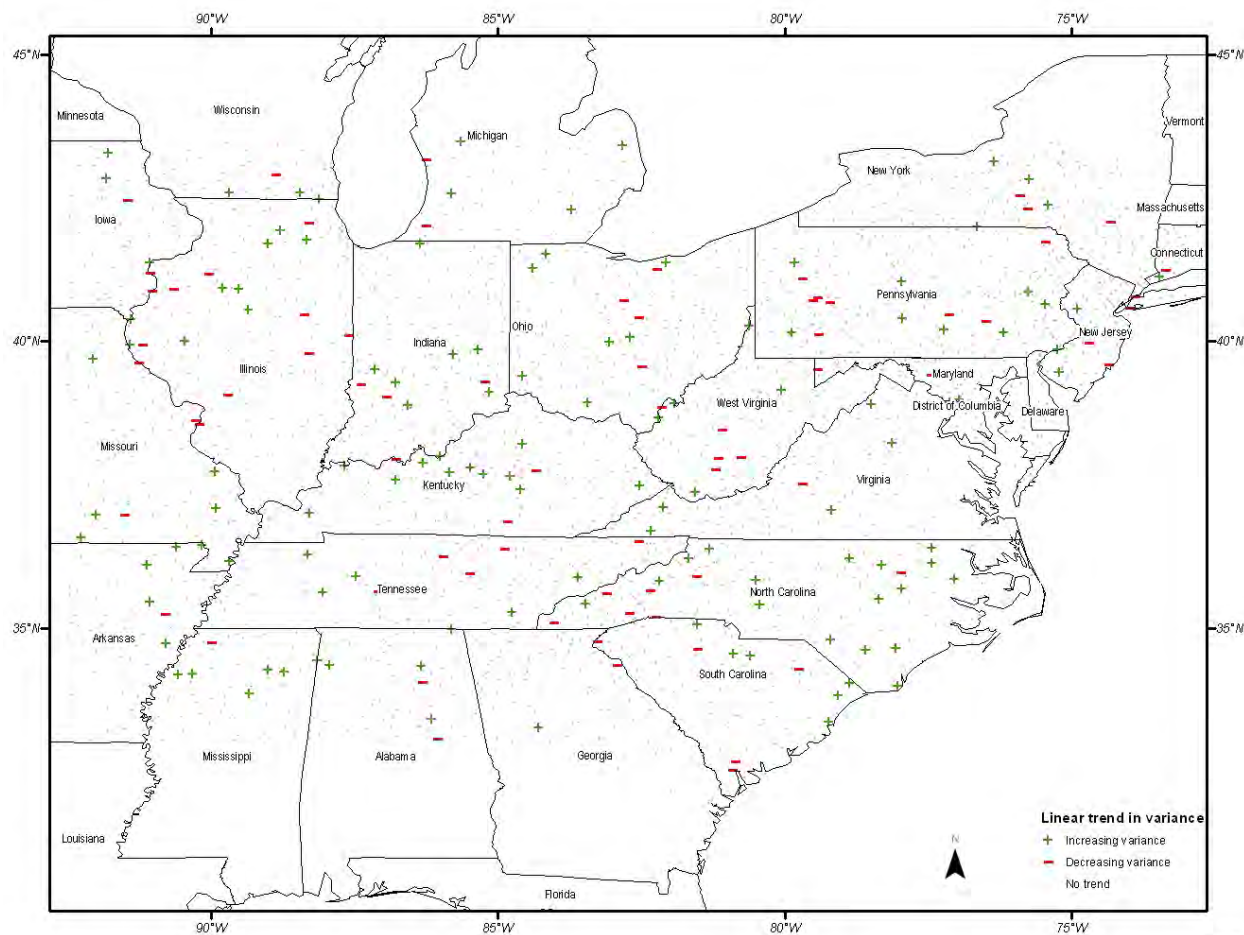 90°W 85°W 80°W 75°W
45°N 45°N
Wisconsin
Minnesota
Michigan
Vermont
New York
Massachusetts
Iowa
Connecticut
Pennsylvania
Ohio
New Jersey
Indiana
Illinois
40°N 40°N
Maryland
West Virginia
District of Columbia
Delaware
Missouri
Kentucky
Virginia
Tennessee
North Carolina
35°N 35°N
Arkansas
South Carolina
Mississippi
Alabama
Georgia
Louisiana
Florida
N
Linear trend in variance
Increasing variance
Decreasing variance
No trend
90°W 85°W 80°W 75°W